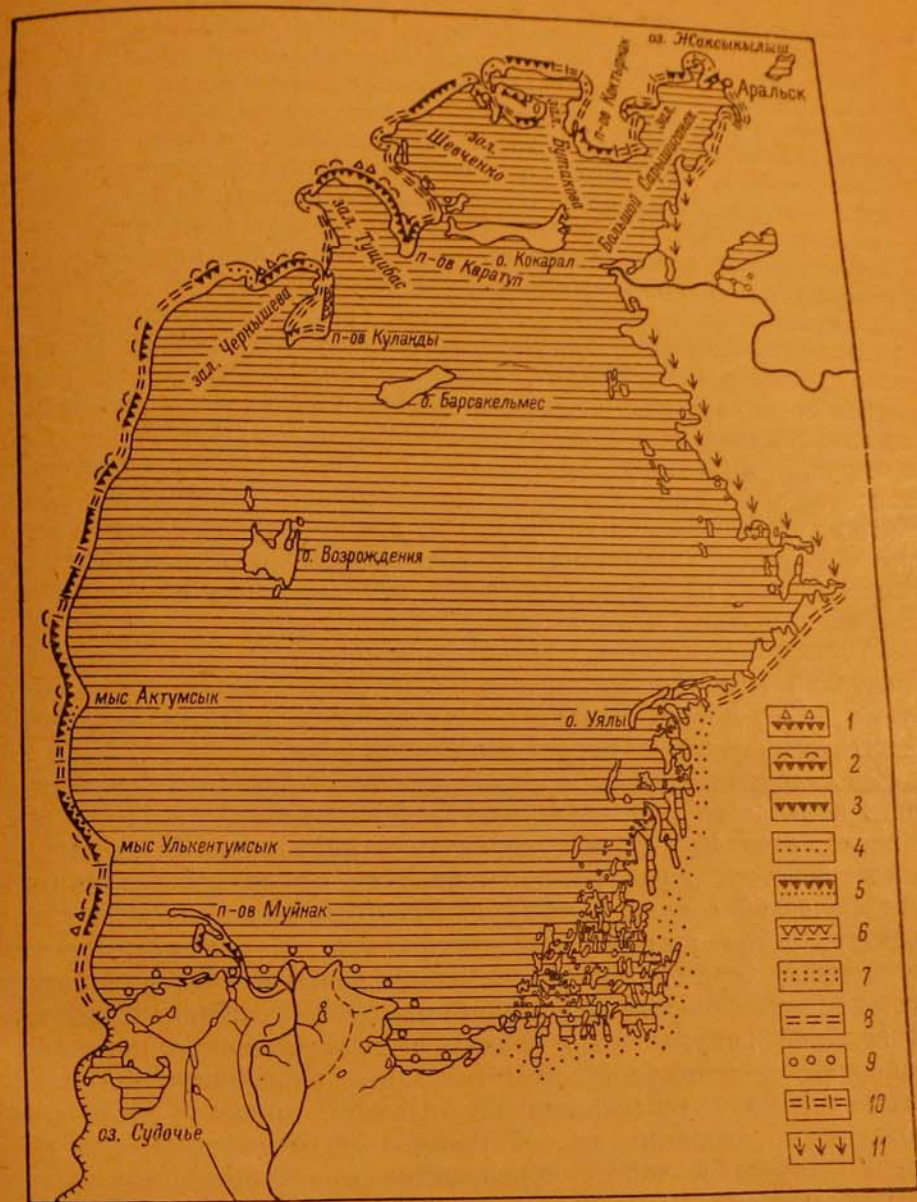 оз. Жаксыкылыш
Аральск
п-ов Коктырнак
зал.
Шевченко
зал.
Бутакова
зал.
Большой Сарышиганак
зал. Тущибас
о. Кокарал
п-ов Каратуп
зал. Чернышева
п-ов Куланды
о. Барсакельмес
о. Возрождения
мыс Актумсык
о. Уялы
мыс Улькентумсык
п-ов Муйнак
оз. Судочье
1
2
3
4
5
6
7
8
9
10
11